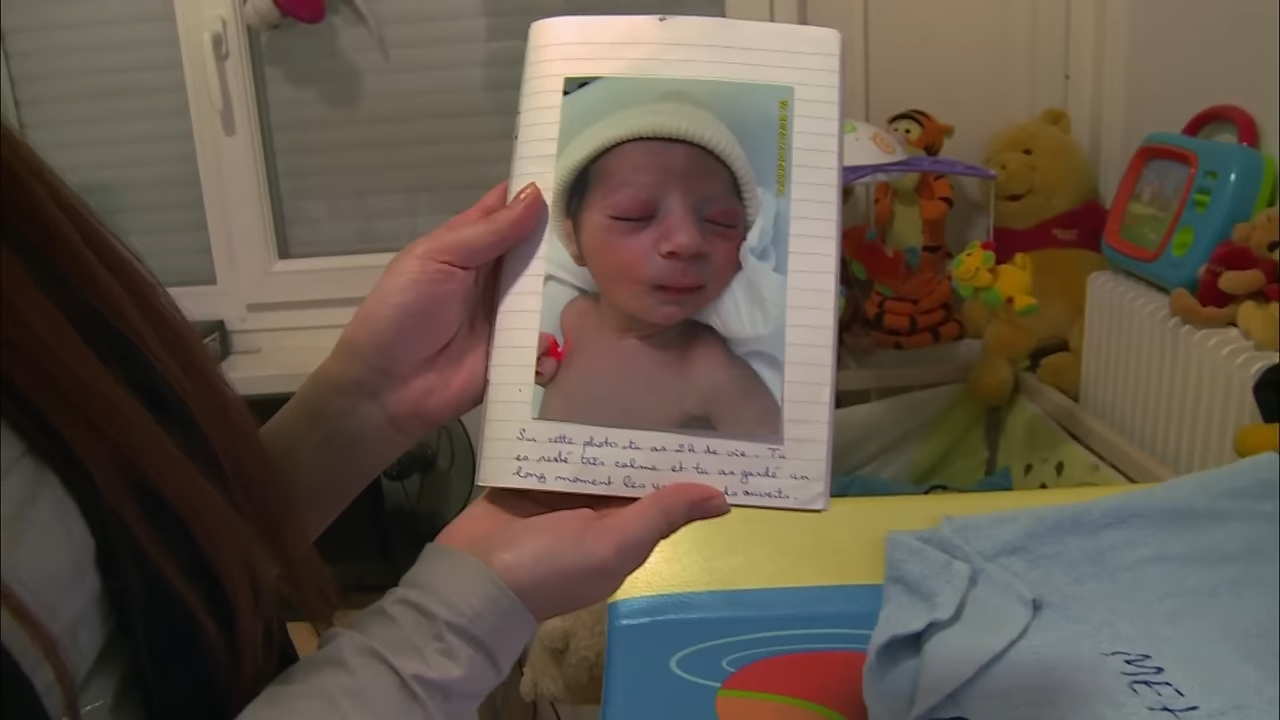 Sur cette photo tu as 2h de vie. Tu
es resté très calme et tu as gardé un
long moment les ouverts.